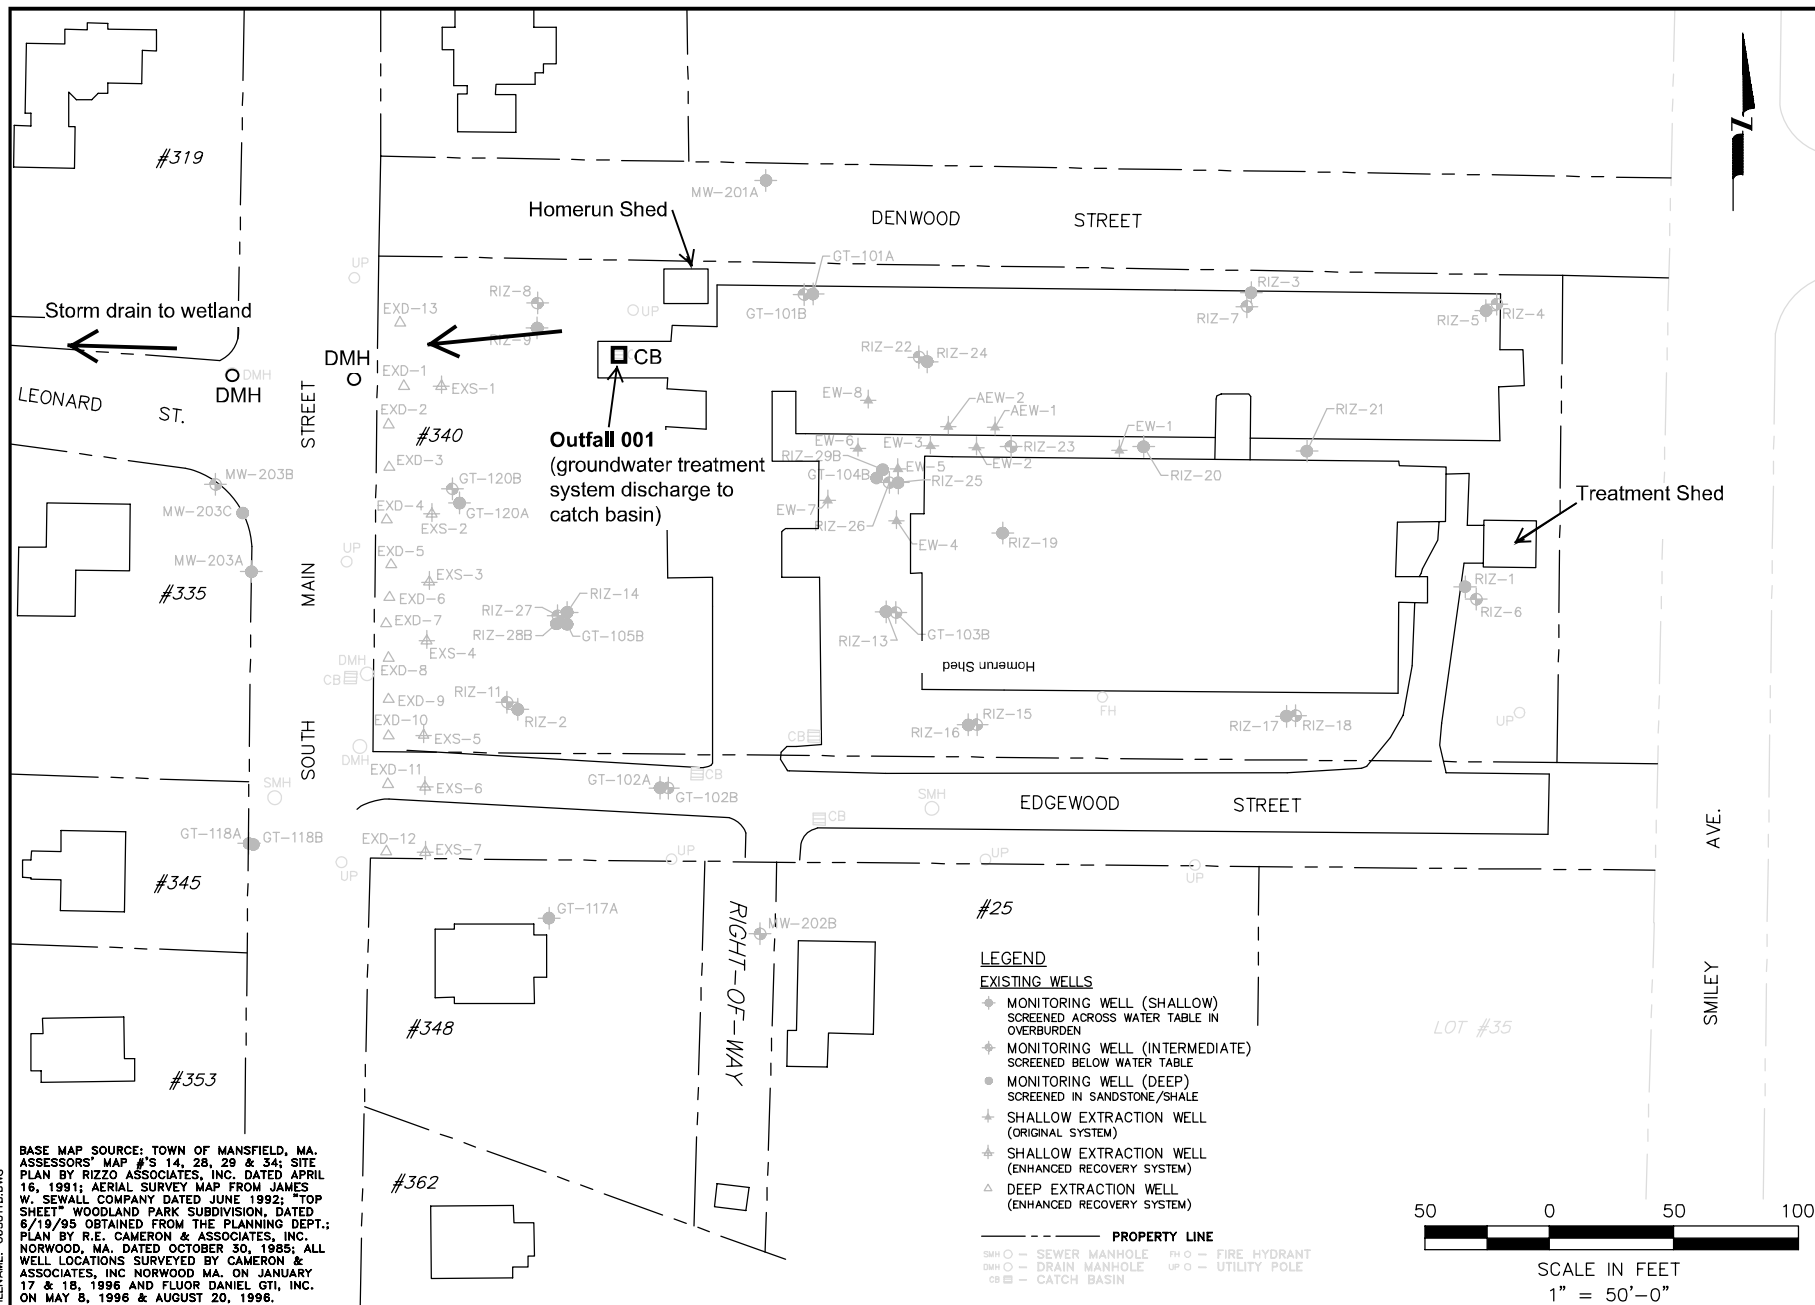 #319
MW-201A
Homerun Shed
DENWOOD STREET
UP
GT-101A
RIZ-8
RIZ-3
Storm drain to wetland
EXD-13
UP
GT-101B
RIZ-7
RIZ-5
RIZ-4
RIZ-9
DMH
CB
RIZ-22
RIZ-24
DMH
DMH
EXD-1
EXS-1
EW-8
LEONARD ST.
EXD-2
AEW-2
AEW-1
RIZ-21
#340
Outfall 001
(groundwater treatment
system discharge to
catch basin)
EW-6
EW-3
RIZ-23
EW-1
RIZ-29B
EW-2
EXD-3
EW-5
GT-104B
RIZ-25
RIZ-20
MW-203B
GT-120B
Treatment Shed
MW-203C
EXD-4
GT-120A
EW-7
RIZ-26
EXS-2
EW-4
RIZ-19
UP
EXD-5
MW-203A
EXS-3
RIZ-1
#335
EXD-6
RIZ-27
RIZ-14
RIZ-6
EXD-7
RIZ-28B
GT-105B
RIZ-13
GT-103B
EXS-4
DMH
EXD-8
Homerun Shed
CB
RIZ-11
EXD-9
FH
RIZ-2
RIZ-15
RIZ-17
RIZ-18
UP
EXD-10
RIZ-16
EXS-5
CB
SOUTH MAIN STREET
DMH
EXD-11
GT-102A
CB
SMH
EXS-6
GT-102B
SMH
EDGEWOOD STREET
CB
GT-118A
GT-118B
EXD-12
EXS-7
UP
UP
UP
UP
SMILEY AVE.
#345
GT-117A
#25
MW-202B
RIGHT-OF-WAY
#348
LOT #35
#353
#362
N
LEGEND
EXISTING WELLS
MONITORING WELL (SHALLOW)
SCREENED ACROSS WATER TABLE IN
OVERBURDEN
MONITORING WELL (INTERMEDIATE)
SCREENED BELOW WATER TABLE
MONITORING WELL (DEEP)
SCREENED IN SANDSTONE/SHALE
SHALLOW EXTRACTION WELL
(ORIGINAL SYSTEM)
SHALLOW EXTRACTION WELL
(ENHANCED RECOVERY SYSTEM)
DEEP EXTRACTION WELL
(ENHANCED RECOVERY SYSTEM)
PROPERTY LINE
SMH – SEWER MANHOLE FH – FIRE HYDRANT
DMH – DRAIN MANHOLE UP – UTILITY POLE
CB – CATCH BASIN
BASE MAP SOURCE: TOWN OF MANSFIELD, MA.
ASSESSORS' MAP #'S 14, 28, 29 & 34; SITE
PLAN BY RIZZO ASSOCIATES, INC. DATED APRIL
16, 1991; AERIAL SURVEY MAP FROM JAMES
W. SEWALL COMPANY DATED JUNE 1992; "TOP
SHEET" WOODLAND PARK SUBDIVISION, DATED
6/19/95 OBTAINED FROM THE PLANNING DEPT.;
PLAN BY R.E. CAMERON & ASSOCIATES, INC.
NORWOOD, MA. DATED OCTOBER 30, 1985; ALL
WELL LOCATIONS SURVEYED BY CAMERON &
ASSOCIATES, INC NORWOOD MA. ON JANUARY
17 & 18, 1996 AND FLUOR DANIEL GTI, INC.
ON MAY 8, 1996 & AUGUST 20, 1996.
50 0 50 100
SCALE IN FEET
1" = 50'-0"